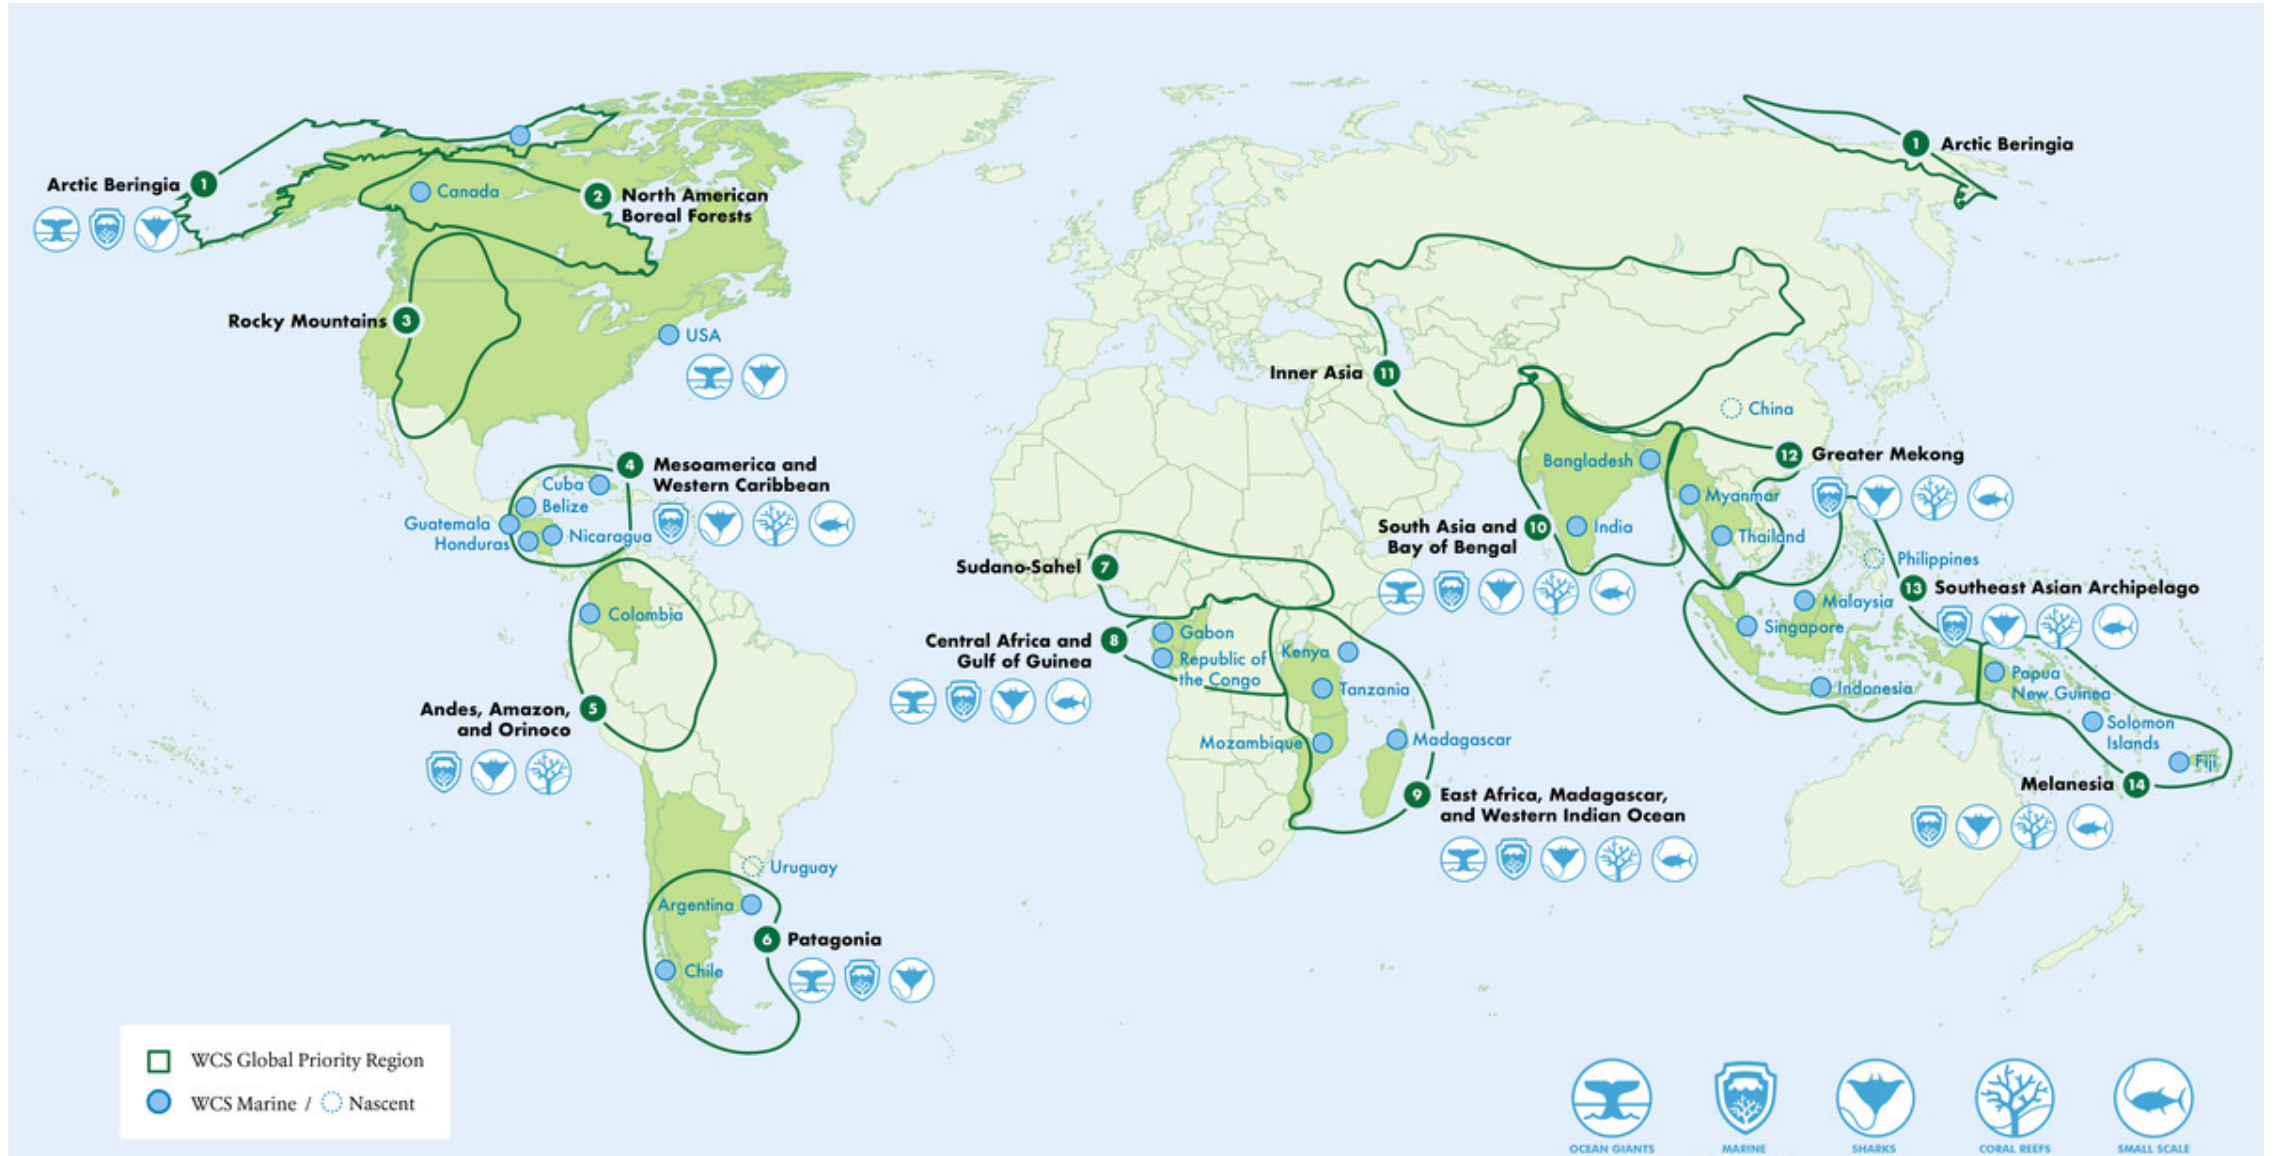 Arctic Beringia
1
Canada
2
North American
Boreal Forests
1
Arctic Beringia
Rocky Mountains
3
USA
Inner Asia
11
China
4
Mesoamerica and
Western Caribbean
Cuba
Belize
Guatemala
Honduras
Nicaragua
12
Greater Mekong
Bangladesh
Myanmar
India
Thailand
South Asia and
Bay of Bengal
10
Philippines
13
Southeast Asian Archipelago
Sudano-Sahel
7
Colombia
Malaysia
Singapore
Indonesia
Central Africa and
Gulf of Guinea
8
Gabon
Republic of
the Congo
Kenya
Tanzania
Mozambique
Madagascar
Papua
New Guinea
Solomon
Islands
Fiji
Andes, Amazon,
and Orinoco
5
9
East Africa, Madagascar,
and Western Indian Ocean
Melanesia
14
Uruguay
Argentina
6
Patagonia
Chile
WCS Global Priority Region
WCS Marine / Nascent
OCEAN GIANTS
MARINE
SHARKS
CORAL REEFS
SMALL SCALE